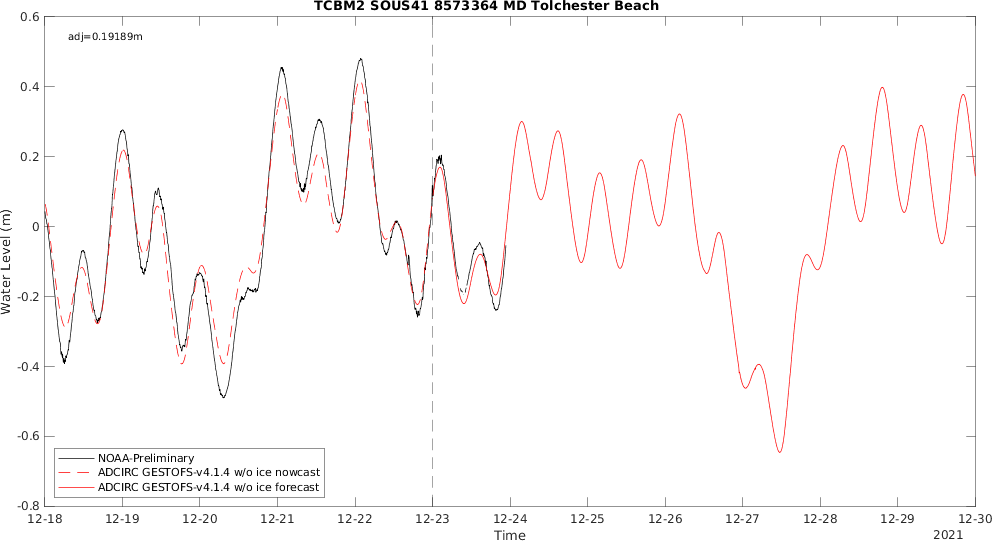 TCBM2 SOUS41 8573364 MD Tolchester Beach
adj=0.19189m
0.6
0.4
0.2
0
-0.2
-0.4
-0.6
-0.8
Water Level (m)
NOAA-Preliminary
ADCIRC GESTOFS-v4.1.4 w/o ice nowcast
ADCIRC GESTOFS-v4.1.4 w/o ice forecast
12-18 12-19 12-20 12-21 12-22 12-23 12-24 12-25 12-26 12-27 12-28 12-29 12-30
Time
2021